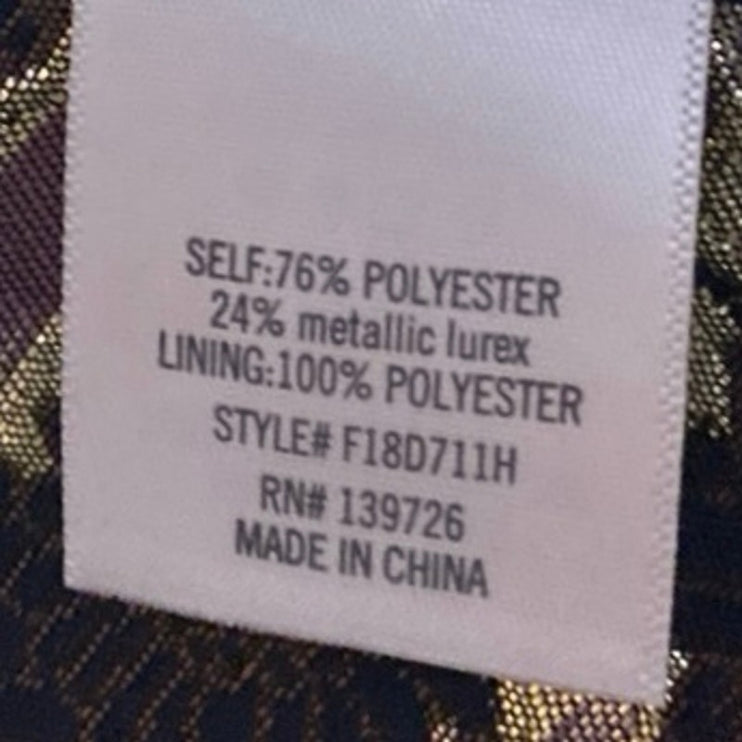 SELF:76% POLYESTER
24% metallic lurex
LINING:100% POLYESTER
STYLE# F18D711H
RN# 139726
MADE IN CHINA